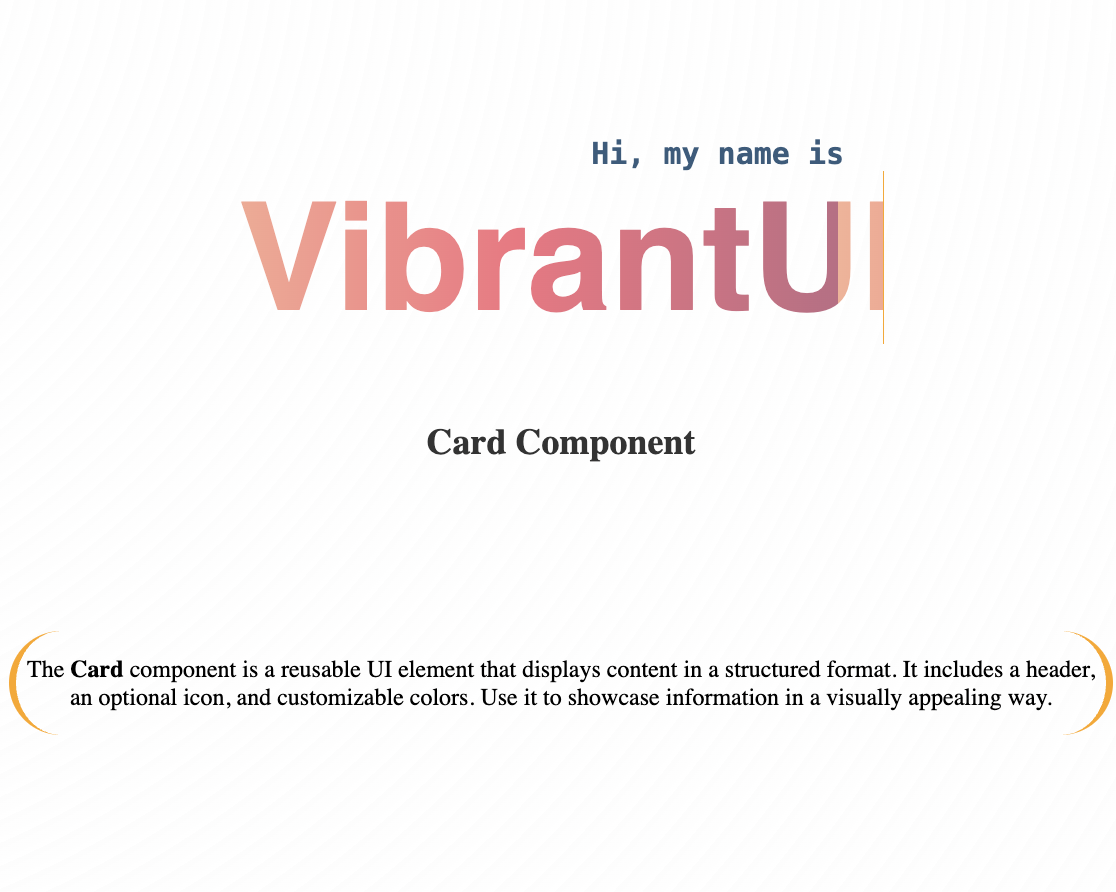 Hi, my name is
VibrantUI
Card Component
The Card component is a reusable UI element that displays content in a structured format. It includes a header,
an optional icon, and customizable colors. Use it to showcase information in a visually appealing way.